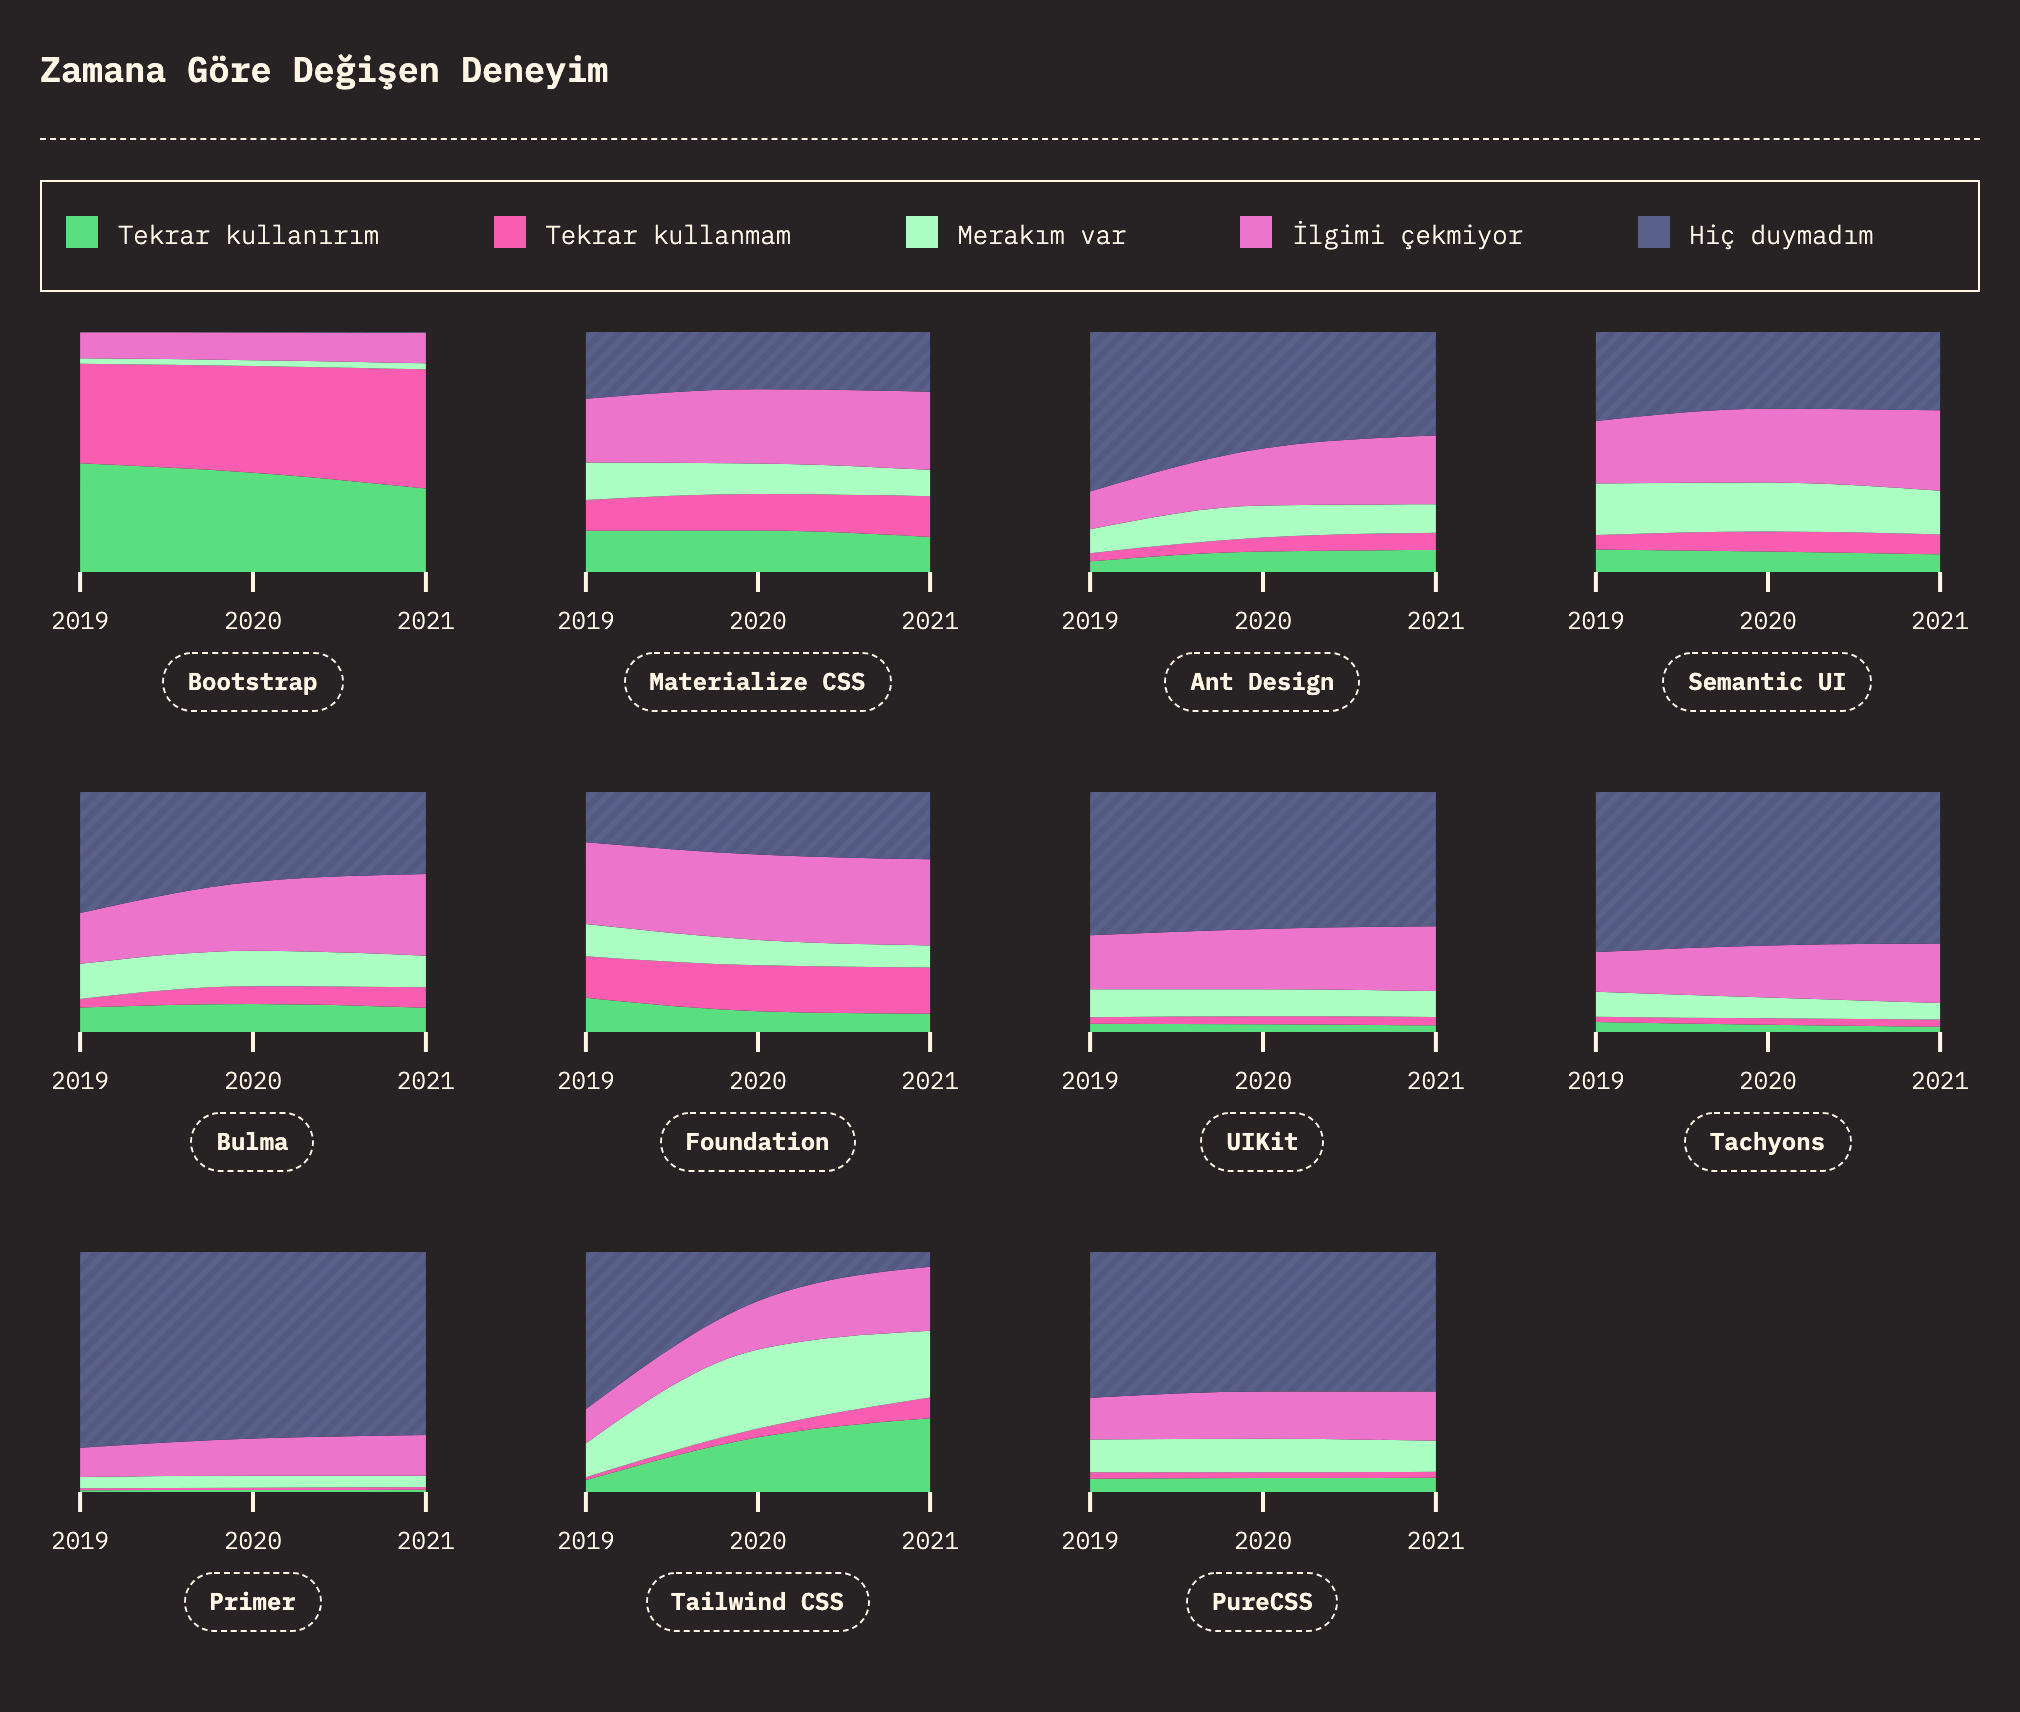 Zamana Göre Değişen Deneyim
Tekrar kullanırım
Tekrar kullanmam
Merakım var
İlgimi çekmiyor
Hiç duymadım
2019 2020 2021
Bootstrap
2019 2020 2021
Materialize CSS
2019 2020 2021
Ant Design
2019 2020 2021
Semantic UI
2019 2020 2021
Bulma
2019 2020 2021
Foundation
2019 2020 2021
UIKit
2019 2020 2021
Tachyons
2019 2020 2021
Primer
2019 2020 2021
Tailwind CSS
2019 2020 2021
PureCSS